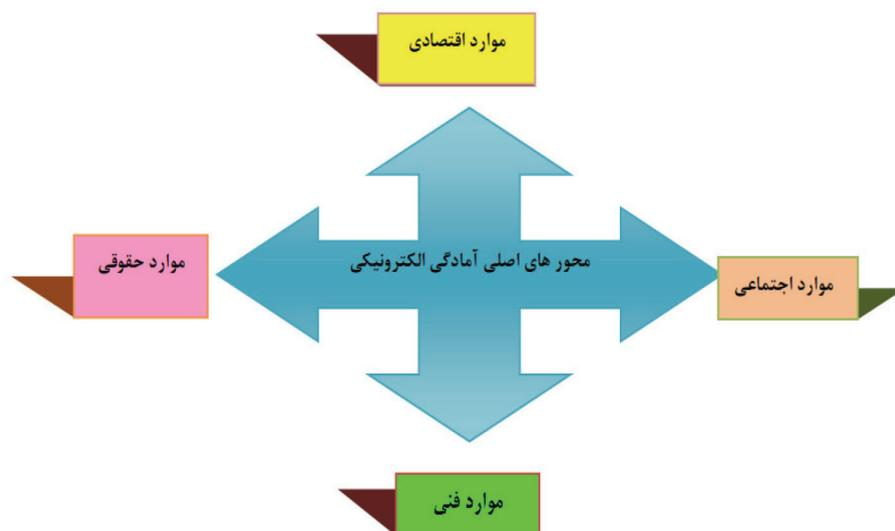 موارد اقتصادی
محور های اصلی آمادگی الکترونیکی
موارد اجتماعی
موارد حقوقی
موارد فنی